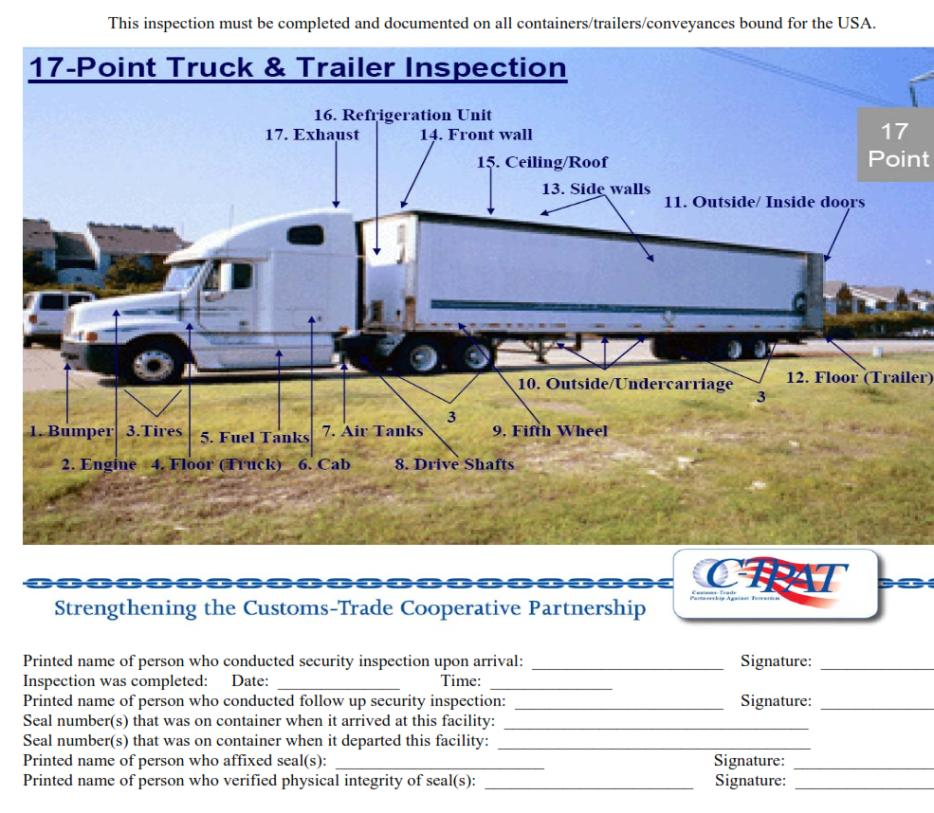 This inspection must be completed and documented on all containers/trailers/conveyances bound for the USA.
17-Point Truck & Trailer Inspection
16. Refrigeration Unit
17. Exhaust
14. Front wall
17
Point
15. Ceiling/Roof
13. Side walls
11. Outside/ Inside doors
10. Outside/Undercarriage
12. Floor (Trailer)
3
3
1. Bumper
3.Tires
5. Fuel Tanks
7. Air Tanks
9. Fifth Wheel
2. Engine
4. Floor (Truck)
6. Cab
8. Drive Shafts
C-TPAT
Customs-Trade
Partnership Against Terrorism
Strengthening the Customs-Trade Cooperative Partnership
Printed name of person who conducted security inspection upon arrival: Signature:
Inspection was completed: Date: Time:
Printed name of person who conducted follow up security inspection: Signature:
Seal number(s) that was on container when it arrived at this facility:
Seal number(s) that was on container when it departed this facility:
Printed name of person who affixed seal(s): Signature:
Printed name of person who verified physical integrity of seal(s): Signature: